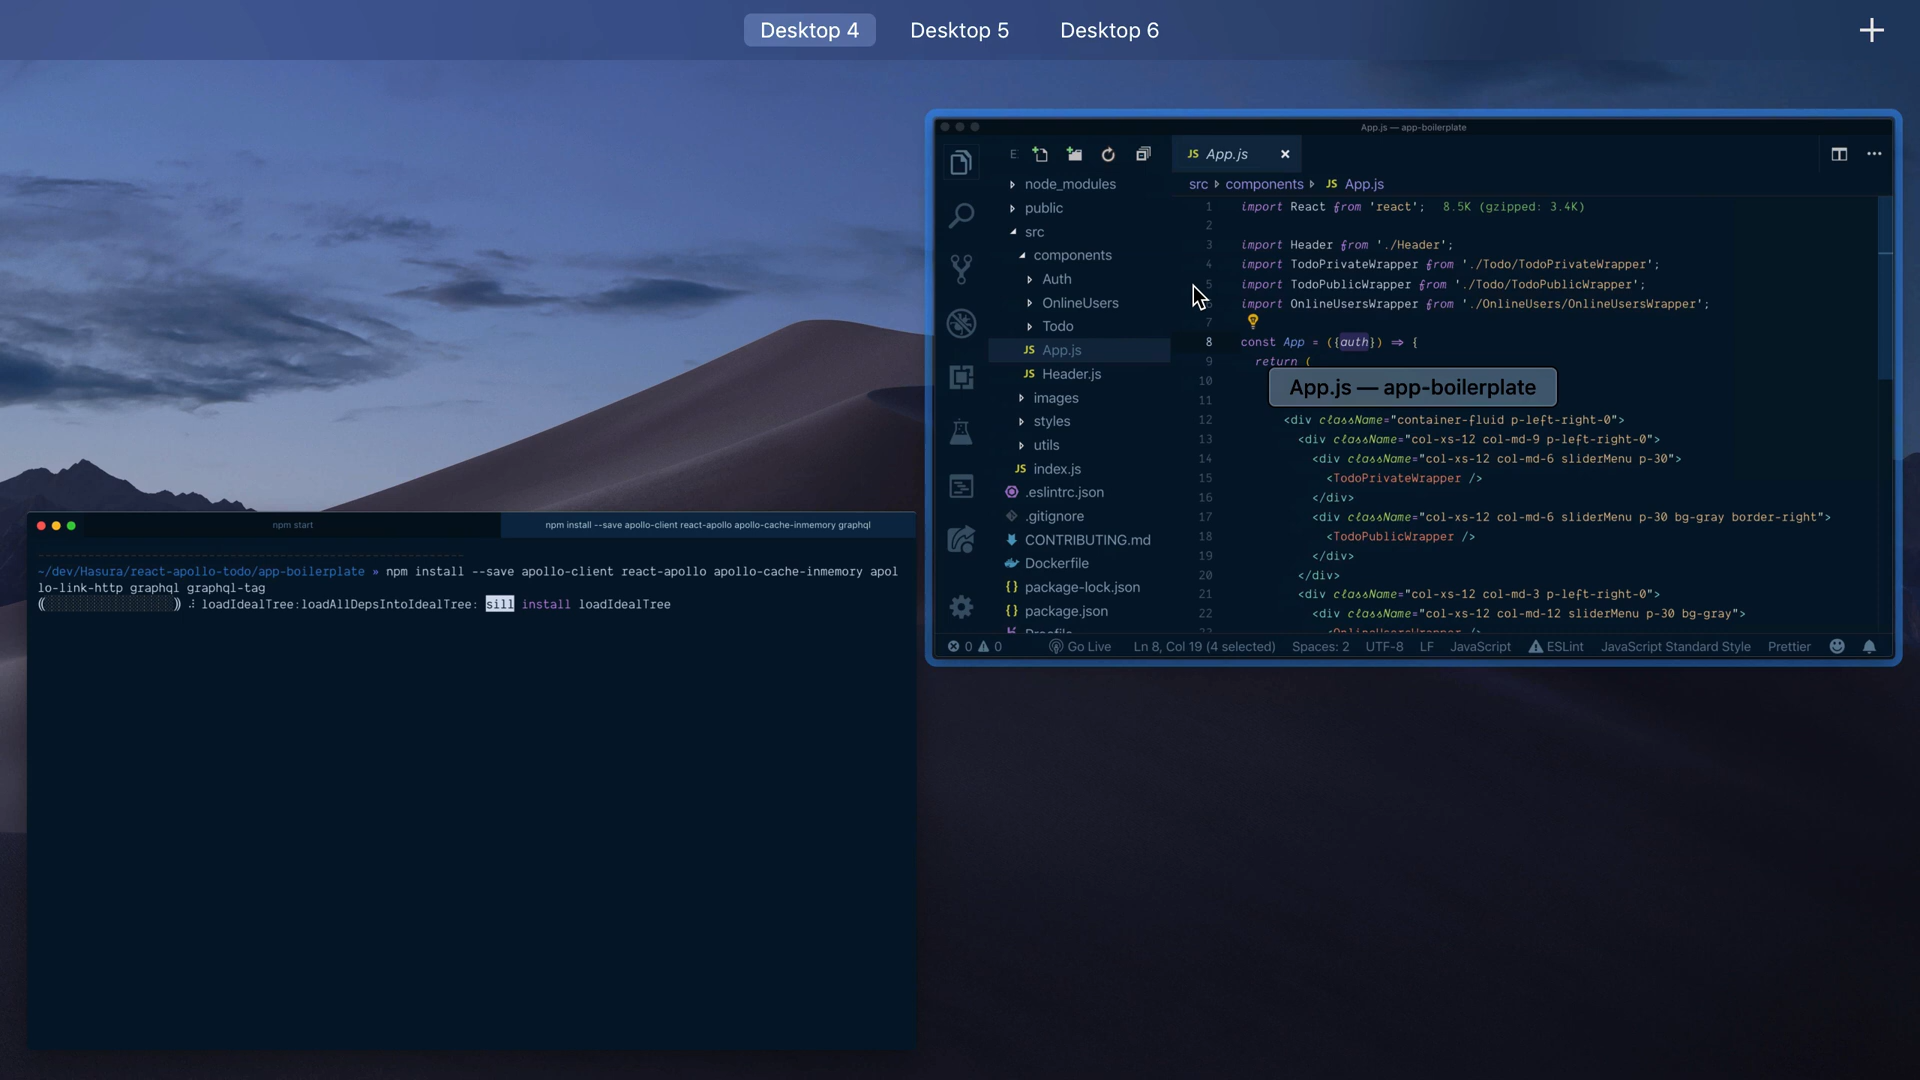 Desktop 4
Desktop 5
Desktop 6
App.js — app-boilerplate
E
JS App.js
src components JS App.js
node_modules
public
src
components
Auth
OnlineUsers
Todo
JS App.js
JS Header.js
images
styles
utils
JS index.js
.eslintrc.json
.gitignore
CONTRIBUTING.md
Dockerfile
{} package-lock.json
{} package.json
1 import React from 'react'; 8.5K (gzipped: 3.4K)
2
3 import Header from './Header';
4 import TodoPrivateWrapper from './Todo/TodoPrivateWrapper';
5 import TodoPublicWrapper from './Todo/TodoPublicWrapper';
import OnlineUsersWrapper from './OnlineUsers/OnlineUsersWrapper';
7
8 const App = ({auth}) ⇒ {
9 return (
10
App.js — app-boilerplate
11
12 <div className="container-fluid p-left-right-0">
13 <div className="col-xs-12 col-md-9 p-left-right-0">
14 <div className="col-xs-12 col-md-6 sliderMenu p-30">
15 <TodoPrivateWrapper />
16 </div>
17 <div className="col-xs-12 col-md-6 sliderMenu p-30 bg-gray border-right">
18 <TodoPublicWrapper />
19 </div>
20 </div>
21 <div className="col-xs-12 col-md-3 p-left-right-0">
22 <div className="col-xs-12 col-md-12 sliderMenu p-30 bg-gray">
0 0 Go Live Ln 8, Col 19 (4 selected) Spaces: 2 UTF-8 LF JavaScript ESLint JavaScript Standard Style Prettier
npm start
npm install --save apollo-client react-apollo apollo-cache-inmemory graphql
~/dev/Hasura/react-apollo-todo/app-boilerplate » npm install --save apollo-client react-apollo apollo-cache-inmemory apol
lo-link-http graphql graphql-tag
loadIdealTree:loadAllDepsIntoIdealTree: sill install loadIdealTree